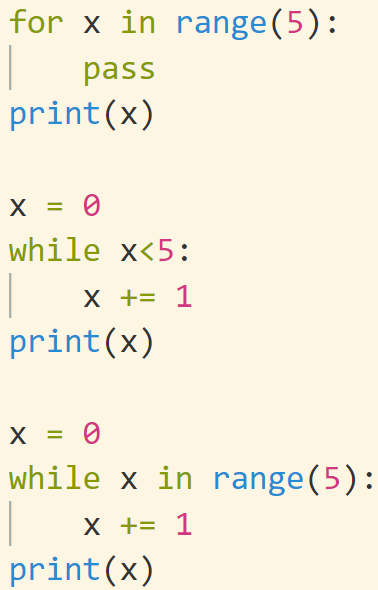 for x in range(5):
    pass
print(x)

x = 0
while x<5:
    x += 1
print(x)

x = 0
while x in range(5):
    x += 1
print(x)